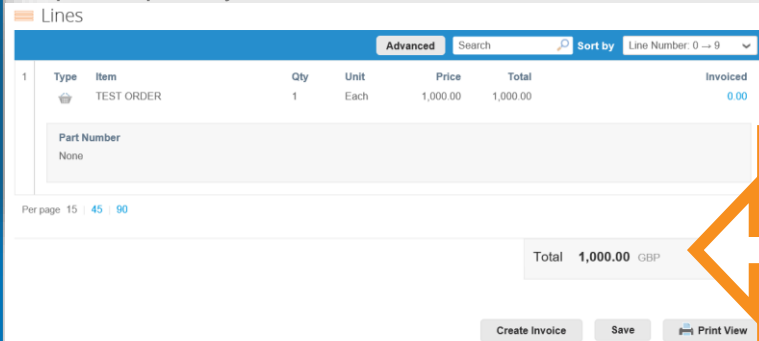 Lines
Advanced Search Sort by Line Number: 0 → 9
1 Type Item Qty Unit Price Total Invoiced
TEST ORDER 1 Each 1,000.00 1,000.00 0.00
Part Number
None
Per page 15 | 45 | 90
Total 1,000.00 GBP
Create Invoice Save Print View